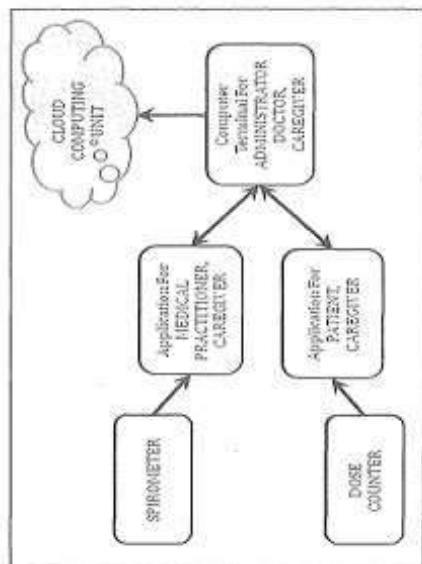 SPIROMETER
Application For
MEDICAL
PRACTITIONER,
CAREGIVER
DOSE
COUNTER
Application For
PATIENT,
CAREGIVER
Computer
Terminal For
ADMINISTRATOR
DOCTOR,
CAREGIVER
CLOUD
COMPUTING
UNIT